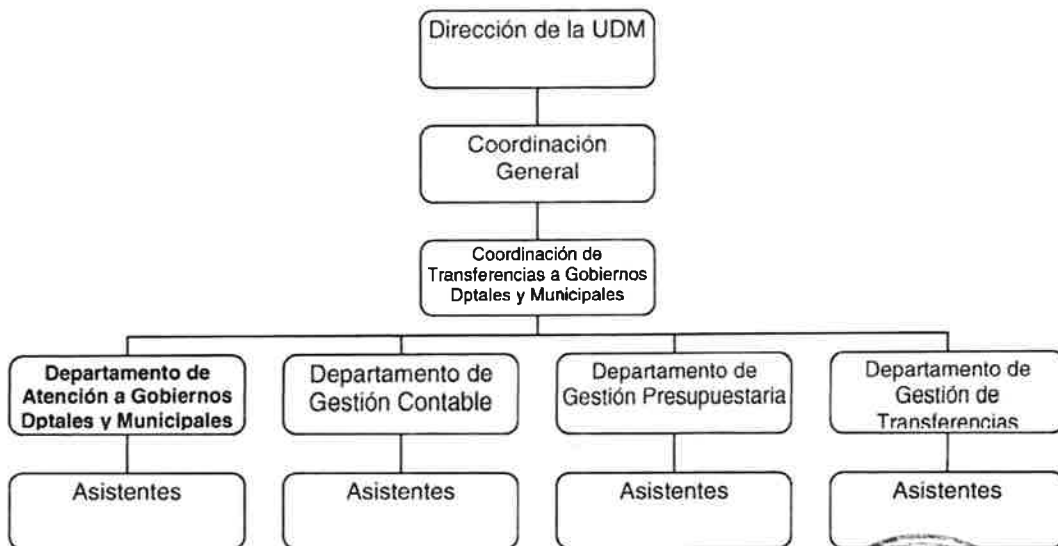 Dirección de la UDM
Coordinación
General
Coordinación de
Transferencias a Gobiernos
Dptales y Municipales
Departamento de
Atención a Gobiernos
Dptales y Municipales
Departamento de
Gestión Contable
Departamento de
Gestión Presupuestaria
Departamento de
Gestión de
Transferencias
Asistentes
Asistentes
Asistentes
Asistentes